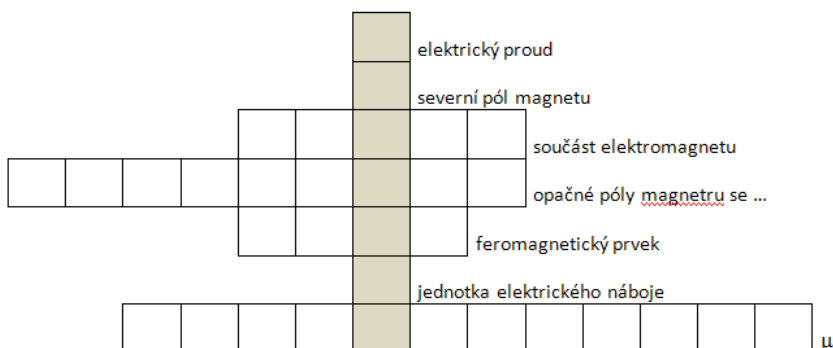 elektrický proud
severní pól magnetu
součást elektromagnetu
opačné póly magnetru se ...
feromagnetický prvek
jednotka elektrického náboje